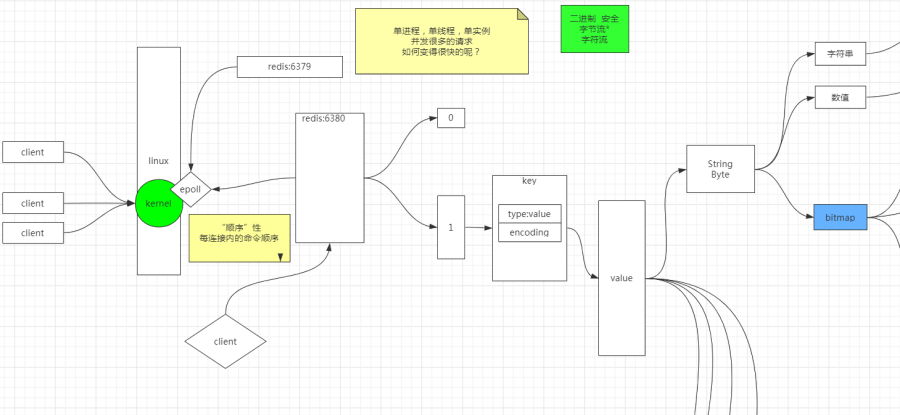 单进程，单线程，单实例
并发很多的请求
如何变得很快的呢？
二进制 安全
字节流*
字符流
字符串
redis:6379
数值
redis:6380
0
client
linux
epoll
String
Byte
key
client
kernel
type:value
bitmap
client
“顺序”性
每连接内的命令顺序
1
encoding
value
client